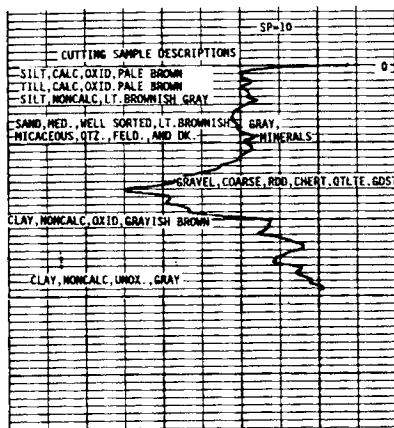 SP=10
CUTTING SAMPLE DESCRIPTIONS
0
SILT,CALC,OXID,PALE BROWN
TILL,CALC,OXID,PALE BROWN
SILT,NONCALC,LT.BROWNISH GRAY
SAND,MED.,WELL SORTED,LT.BROWNISH GRAY,
MICACEOUS,QTZ.,FELD.,AND DK. MINERALS
GRAVEL,COARSE,RDD,CHERT,QTLTE,GDST
CLAY,NONCALC,OXID,GRAYISH BROWN
CLAY,NONCALC,UNOX.,GRAY